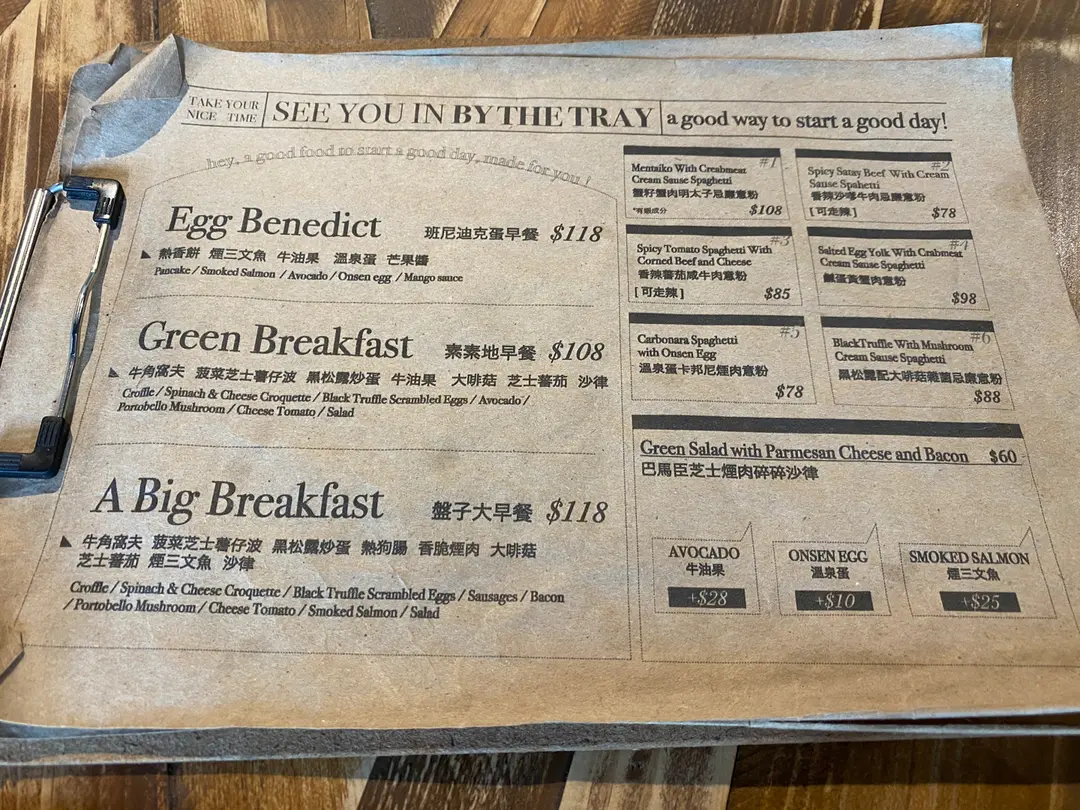 TAKE YOUR
NICE TIME
SEE YOU IN BY THE TRAY
a good way to start a good day!
hey, a good food to start a good day, made for you !
Egg Benedict 班尼迪克蛋早餐 $118
熱香餅 煙三文魚 牛油果 溫泉蛋 芒果醬
Pancake / Smoked Salmon / Avocado / Onsen egg / Mango sauce
Green Breakfast 素素地早餐 $108
牛角窩夫 菠菜芝士薯仔波 黑松露炒蛋 牛油果 大啡菇 芝士蕃茄 沙律
Croffle / Spinach & Cheese Croquette / Black Truffle Scrambled Eggs / Avocado /
Portobello Mushroom / Cheese Tomato / Salad
A Big Breakfast 盤子大早餐 $118
牛角窩夫 菠菜芝士薯仔波 黑松露炒蛋 熱狗腸 香脆煙肉 大啡菇
芝士蕃茄 煙三文魚 沙律
Croffle / Spinach & Cheese Croquette / Black Truffle Scrambled Eggs / Sausages / Bacon
/ Portobello Mushroom / Cheese Tomato / Smoked Salmon / Salad
#1
Mentaiko With Creabmeat
Cream Sause Spaghetti
蟹籽蟹肉明太子忌廉意粉
$108
#2
Spicy Satay Beef With Cream
Sause Spahetti
香辣沙嗲牛肉忌廉意粉
[可走辣] $78
#3
Spicy Tomato Spaghetti With
Corned Beef and Cheese
香辣蕃茄咸牛肉意粉
[可走辣] $85
#4
Salted Egg Yolk With Crabmeat
Cream Sause Spaghetti
鹹蛋黃蟹肉意粉
$98
#5
Carbonara Spaghetti
with Onsen Egg
溫泉蛋卡邦尼煙肉意粉
$78
#6
BlackTruffle With Mushroom
Cream Sause Spaghetti
黑松露配大啡菇雜菌忌廉意粉
$88
Green Salad with Parmesan Cheese and Bacon $60
巴馬臣芝士煙肉碎碎沙律
AVOCADO
牛油果
+$28
ONSEN EGG
溫泉蛋
+$10
SMOKED SALMON
煙三文魚
+$25